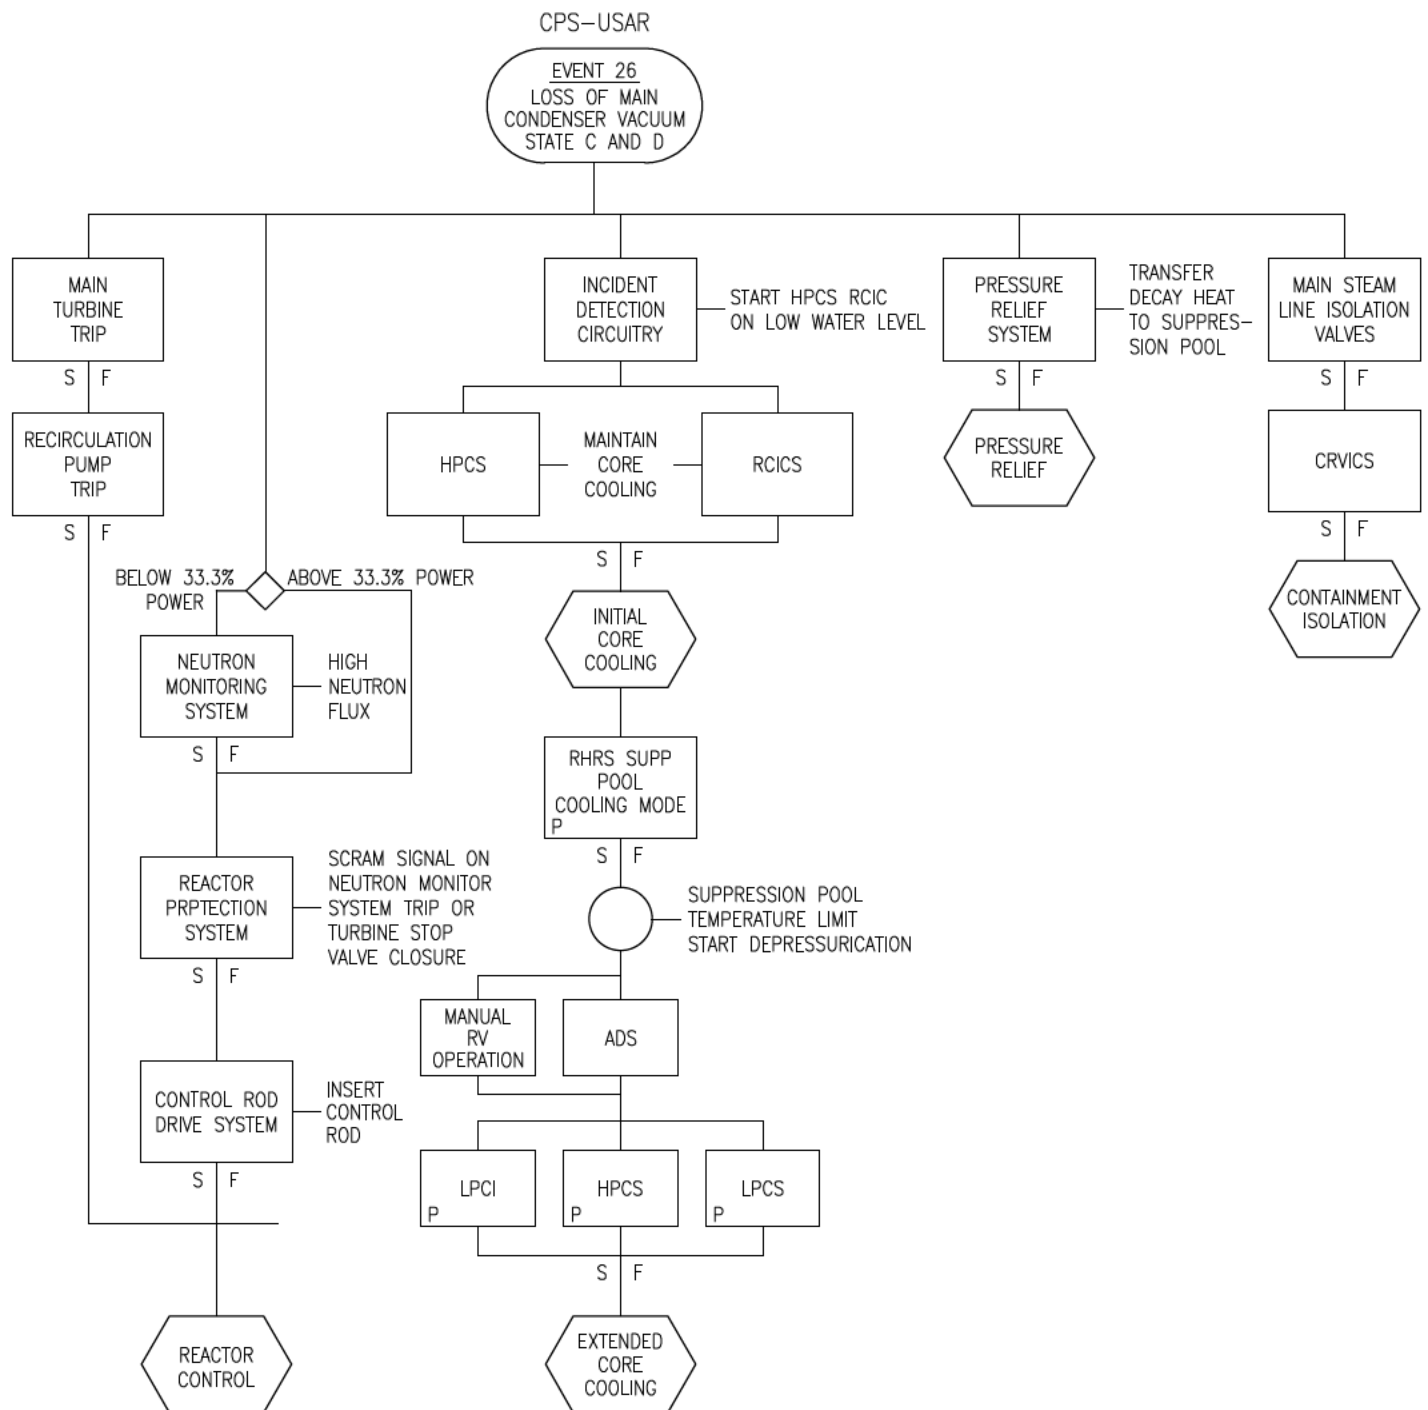 CPS-USAR
EVENT 26
LOSS OF MAIN
CONDENSER VACUUM
STATE C AND D
MAIN
TURBINE
TRIP
S F
RECIRCULATION
PUMP
TRIP
S F
BELOW 33.3%
POWER
ABOVE 33.3% POWER
NEUTRON
MONITORING
SYSTEM
HIGH
NEUTRON
FLUX
S F
REACTOR
PRPTECTION
SYSTEM
SCRAM SIGNAL ON
NEUTRON MONITOR
SYSTEM TRIP OR
TURBINE STOP
VALVE CLOSURE
S F
CONTROL ROD
DRIVE SYSTEM
INSERT
CONTROL
ROD
S F
REACTOR
CONTROL
INCIDENT
DETECTION
CIRCUITRY
START HPCS RCIC
ON LOW WATER LEVEL
HPCS
MAINTAIN
CORE
COOLING
RCICS
S F
INITIAL
CORE
COOLING
RHRS SUPP
POOL
COOLING MODE
P
S F
SUPPRESSION POOL
TEMPERATURE LIMIT
START DEPRESSURICATION
MANUAL
RV
OPERATION
ADS
LPCI
P
HPCS
P
LPCS
P
S F
EXTENDED
CORE
COOLING
PRESSURE
RELIEF
SYSTEM
TRANSFER
DECAY HEAT
TO SUPPRES-
SION POOL
S F
PRESSURE
RELIEF
MAIN STEAM
LINE ISOLATION
VALVES
S F
CRVICS
S F
CONTAINMENT
ISOLATION